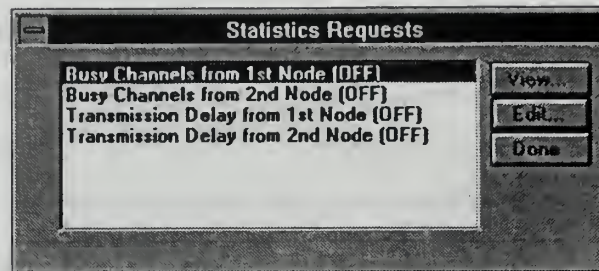 Statistics Requests
Busy Channels from 1st Node (OFF)
Busy Channels from 2nd Node (OFF)
Transmission Delay from 1st Node (OFF)
Transmission Delay from 2nd Node (OFF)
View...
Edit...
Done